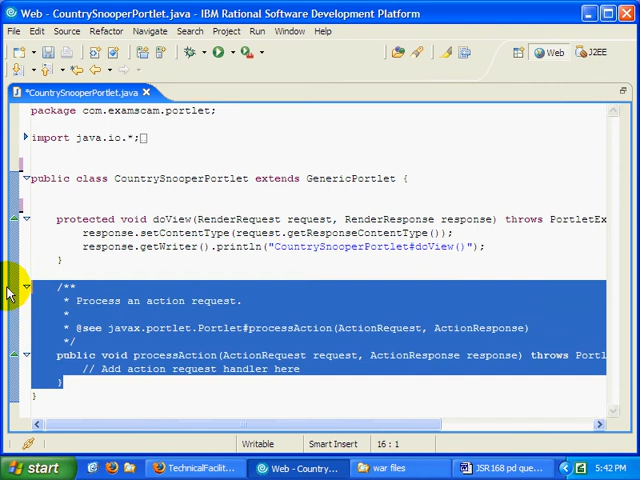 Web - CountrySnooperPortlet.java - IBM Rational Software Development Platform
File Edit Source Refactor Navigate Search Project Run Window Help
Web J2EE
*CountrySnooperPortlet.java
package com.examscam.portlet;
import java.io.*;
public class CountrySnooperPortlet extends GenericPortlet {
protected void doView(RenderRequest request, RenderResponse response) throws PortletEx
response.setContentType(request.getResponseContentType());
response.getWriter().println("CountrySnooperPortlet#doView()");
}
/**
* Process an action request.
*
* @see javax.portlet.Portlet#processAction(ActionRequest, ActionResponse)
*/
public void processAction(ActionRequest request, ActionResponse response) throws Portl
// Add action request handler here
}
}
Writable Smart Insert 16 : 1
start TechnicalFacilit... Web - Country... war files JSR168 pd que... 5:42 PM